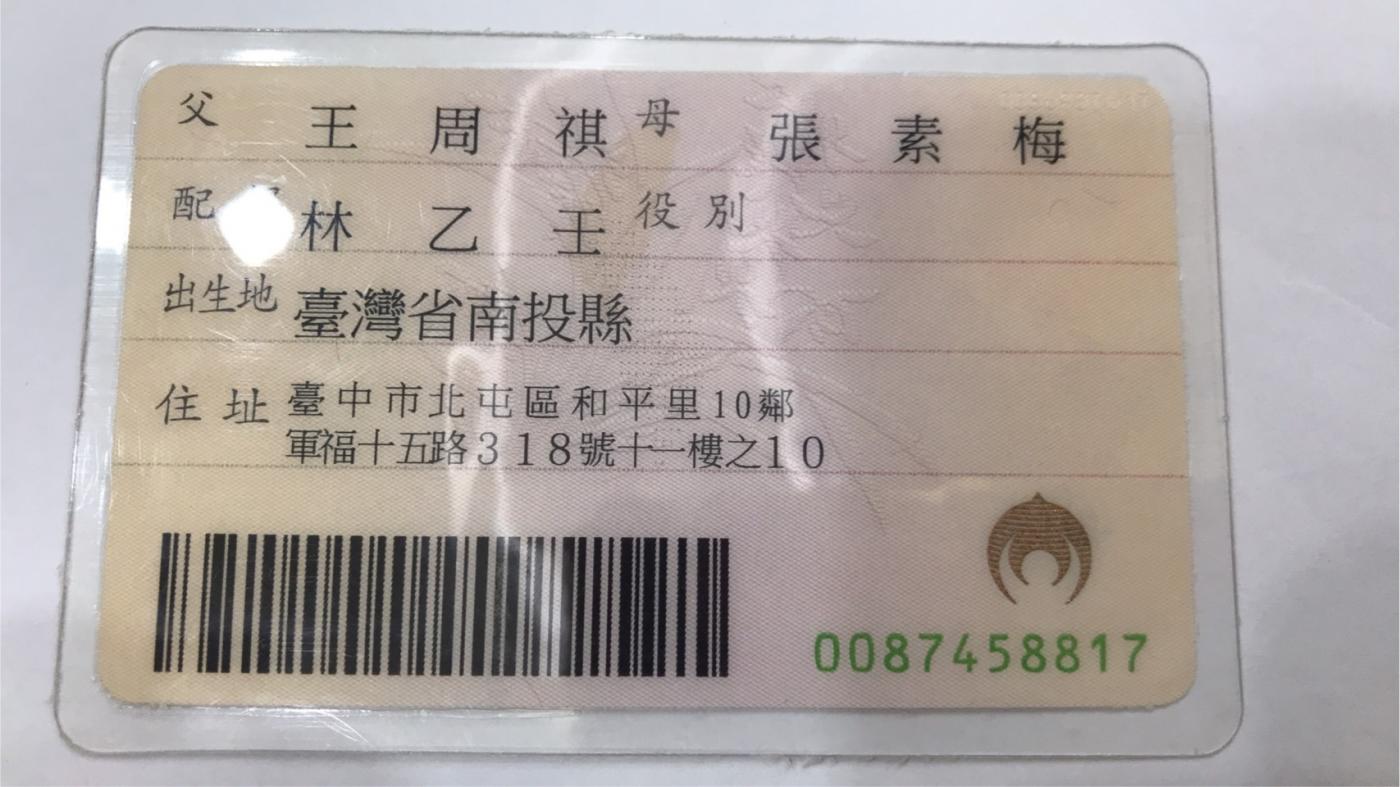 父 王周祺 母 張素梅
配 林乙壬 役別
出生地 臺灣省南投縣
住址 臺中市北屯區和平里10鄰
軍福十五路318號十一樓之10
0087458817